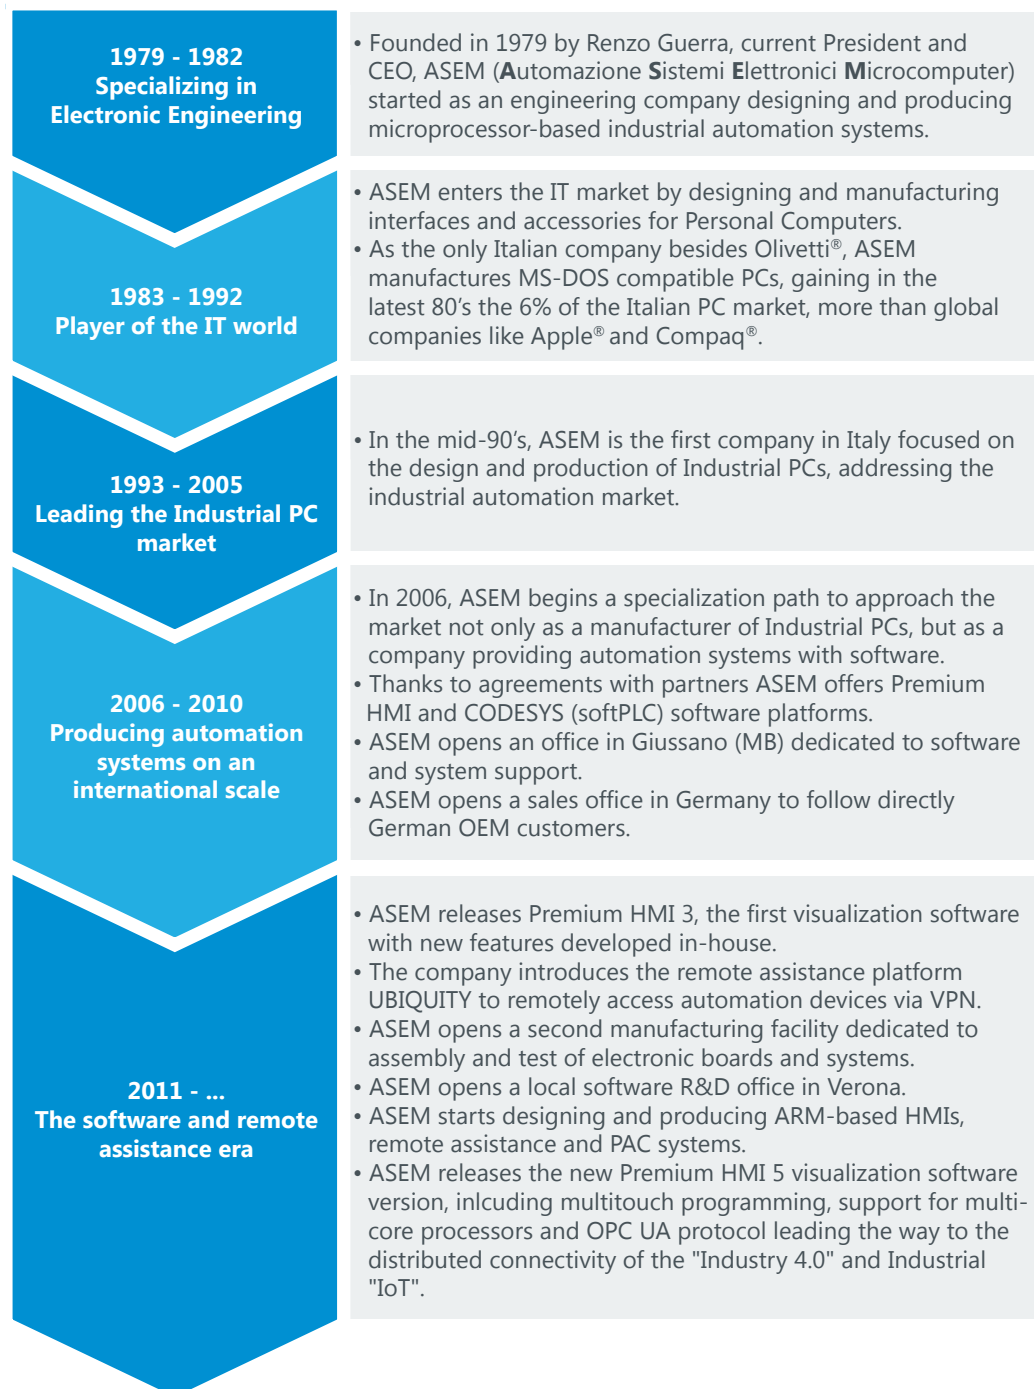 1979 - 1982
Specializing in
Electronic Engineering
• Founded in 1979 by Renzo Guerra, current President and
CEO, ASEM (Automazione Sistemi Elettronici Microcomputer)
started as an engineering company designing and producing
microprocessor-based industrial automation systems.
1983 - 1992
Player of the IT world
• ASEM enters the IT market by designing and manufacturing
interfaces and accessories for Personal Computers.
• As the only Italian company besides Olivetti®, ASEM
manufactures MS-DOS compatible PCs, gaining in the
latest 80’s the 6% of the Italian PC market, more than global
companies like Apple® and Compaq®.
1993 - 2005
Leading the Industrial PC
market
• In the mid-90’s, ASEM is the first company in Italy focused on
the design and production of Industrial PCs, addressing the
industrial automation market.
2006 - 2010
Producing automation
systems on an
international scale
• In 2006, ASEM begins a specialization path to approach the
market not only as a manufacturer of Industrial PCs, but as a
company providing automation systems with software.
• Thanks to agreements with partners ASEM offers Premium
HMI and CODESYS (softPLC) software platforms.
• ASEM opens an office in Giussano (MB) dedicated to software
and system support.
• ASEM opens a sales office in Germany to follow directly
German OEM customers.
2011 - ...
The software and remote
assistance era
• ASEM releases Premium HMI 3, the first visualization software
with new features developed in-house.
• The company introduces the remote assistance platform
UBIQUITY to remotely access automation devices via VPN.
• ASEM opens a second manufacturing facility dedicated to
assembly and test of electronic boards and systems.
• ASEM opens a local software R&D office in Verona.
• ASEM starts designing and producing ARM-based HMIs,
remote assistance and PAC systems.
• ASEM releases the new Premium HMI 5 visualization software
version, inlcuding multitouch programming, support for multi-
core processors and OPC UA protocol leading the way to the
distributed connectivity of the "Industry 4.0" and Industrial
"IoT".